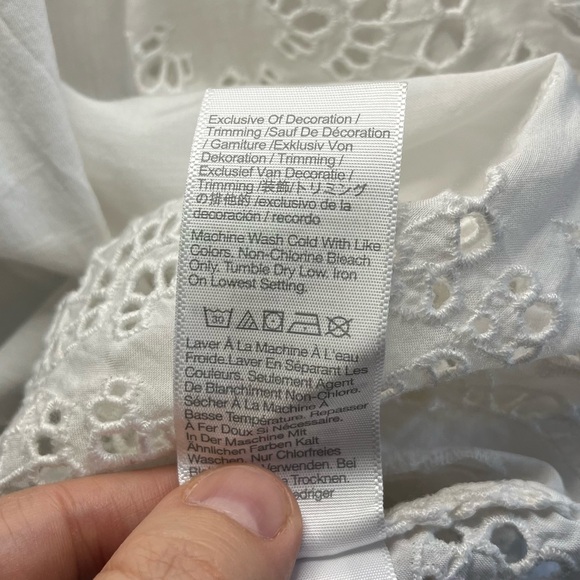 Exclusive Of Decoration /
Trimming /Sauf De Décoration
/ Garniture /Exklusiv Von
Dekoration / Trimming /
Exclusief Van Decoratie /
Trimming /装飾/トリミング
の排他的 /exclusivo de la
decoración / recordo
Machine Wash Cold With Like
Colors. Non-Chlorine Bleach
Only. Tumble Dry Low. Iron
On Lowest Setting.
30
Laver À La Machine À L'eau
Froide.Laver En Separant Les
Couleurs. Seulement Agent
De Blanchiment Non-Chloro.
Sécher À La Machine À
Basse Température. Repasser
À Fer Doux Si Nécessaire.
In Der Maschine Mit
Ähnlichen Farben Kalt
Waschen. Nur Chlorfreies
Verwenden. Bei
Trocknen.